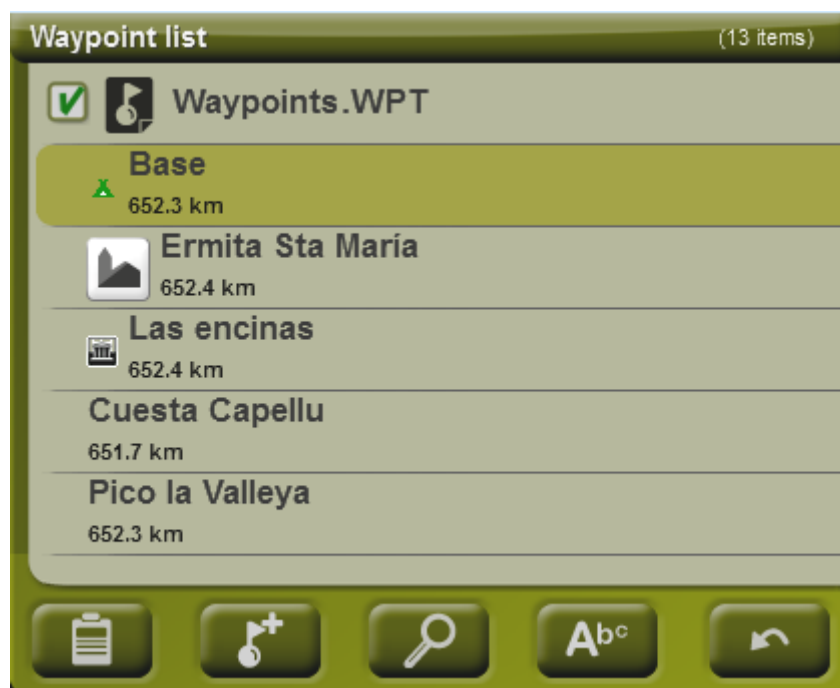 Waypoint list (13 items)
Waypoints.WPT
Base
652.3 km
Ermita Sta María
652.4 km
Las encinas
652.4 km
Cuesta Capellu
651.7 km
Pico la Valleya
652.3 km
Abc